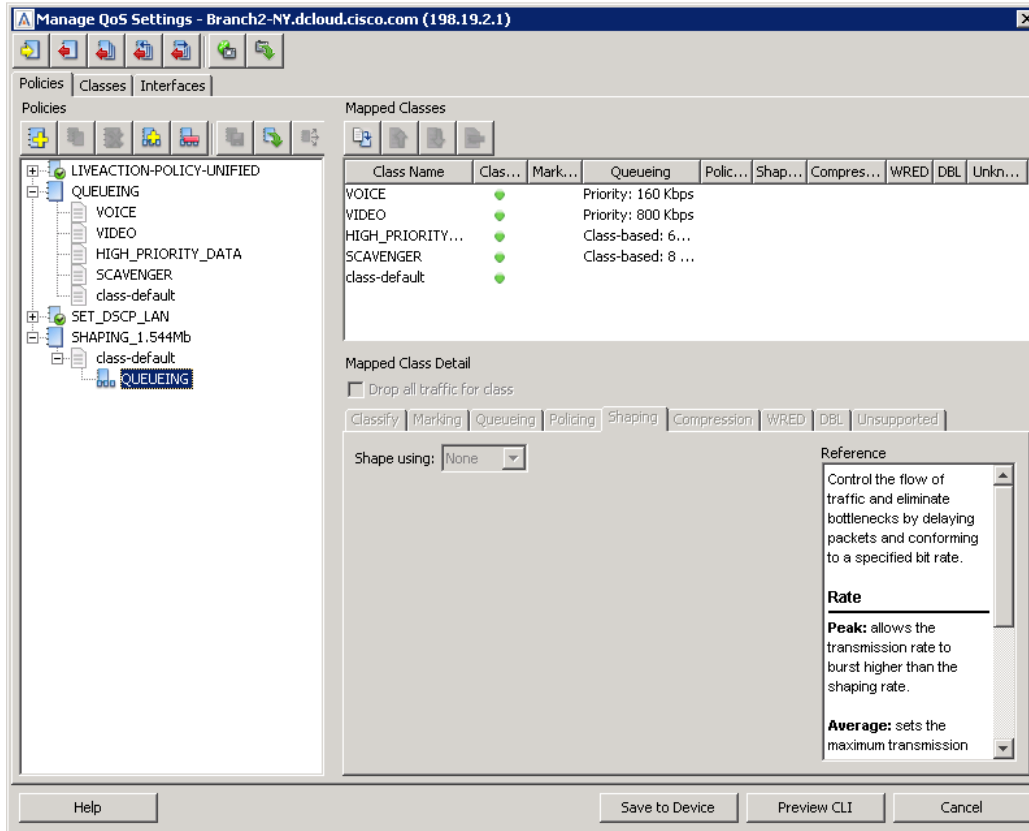 Manage QoS Settings - Branch2-NY.dcloud.cisco.com (198.19.2.1)
Policies Classes Interfaces
Policies
LIVEACTION-POLICY-UNIFIED
QUEUEING
VOICE
VIDEO
HIGH_PRIORITY_DATA
SCAVENGER
class-default
SET_DSCP_LAN
SHAPING_1.544Mb
class-default
QUEUEING
Mapped Classes
Class Name Clas... Mark... Queueing Polic... Shap... Compres... WRED DBL Unkn...
VOICE Priority: 160 Kbps
VIDEO Priority: 800 Kbps
HIGH_PRIORITY... Class-based: 6...
SCAVENGER Class-based: 8 ...
class-default
Mapped Class Detail
Drop all traffic for class
Classify Marking Queueing Policing Shaping Compression WRED DBL Unsupported
Shape using: None
Reference
Control the flow of
traffic and eliminate
bottlenecks by delaying
packets and conforming
to a specified bit rate.
Rate
Peak: allows the
transmission rate to
burst higher than the
shaping rate.
Average: sets the
maximum transmission
Help Save to Device Preview CLI Cancel